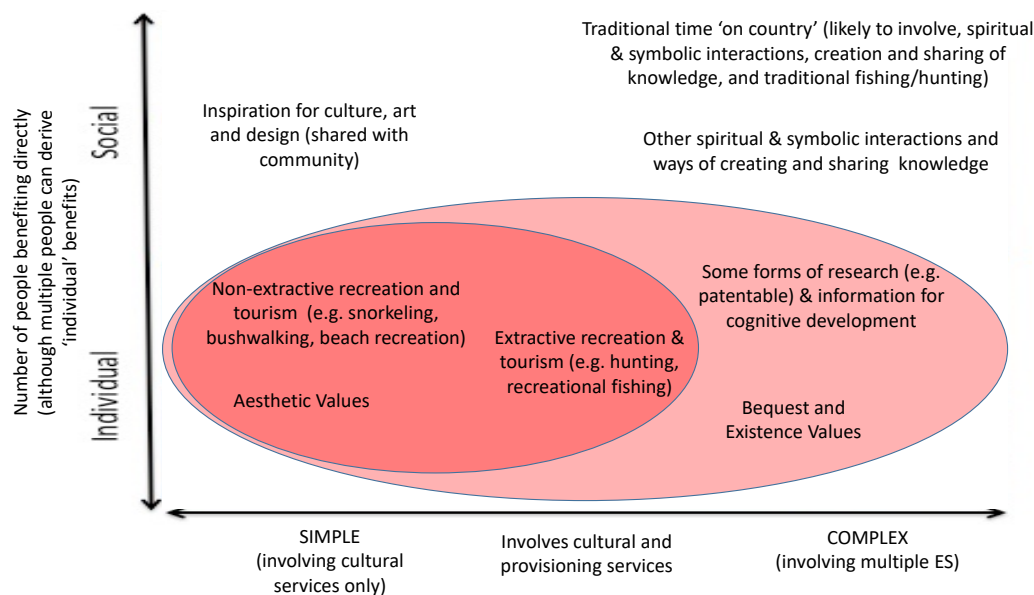 Traditional time ‘on country’ (likely to involve, spiritual
& symbolic interactions, creation and sharing of
knowledge, and traditional fishing/hunting)
Inspiration for culture, art
and design (shared with
community)
Other spiritual & symbolic interactions and
ways of creating and sharing knowledge
Number of people benefiting directly
(although multiple people can derive
‘individual’ benefits)
Social
Individual
Non-extractive recreation and
tourism (e.g. snorkeling,
bushwalking, beach recreation)
Extractive recreation &
tourism (e.g. hunting,
recreational fishing)
Aesthetic Values
Some forms of research (e.g.
patentable) & information for
cognitive development
Bequest and
Existence Values
SIMPLE
(involving cultural
services only)
Involves cultural and
provisioning services
COMPLEX
(involving multiple ES)